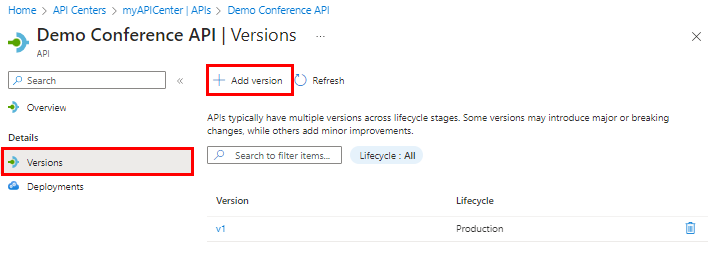 Home > API Centers > myAPICenter | APIs > Demo Conference API
Demo Conference API | Versions ...
API
Search «
+ Add version Refresh
Overview
APIs typically have multiple versions across lifecycle stages. Some versions may introduce major or breaking
changes, while others add minor improvements.
Details
Versions
Search to filter items... Lifecycle : All
Deployments
Version Lifecycle
v1 Production